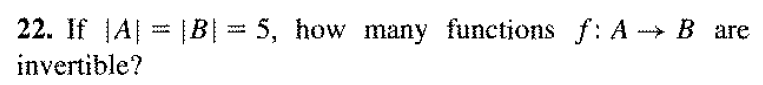 22. If |A| = |B| = 5, how many functions f: A → B are
invertible?